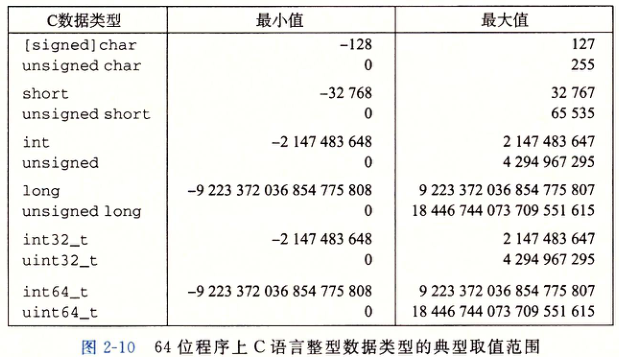 C数据类型 最小值 最大值
[signed]char -128 127
unsigned char 0 255
short -32 768 32 767
unsigned short 0 65 535
int -2 147 483 648 2 147 483 647
unsigned 0 4 294 967 295
long -9 223 372 036 854 775 808 9 223 372 036 854 775 807
unsigned long 0 18 446 744 073 709 551 615
int32_t -2 147 483 648 2 147 483 647
uint32_t 0 4 294 967 295
int64_t -9 223 372 036 854 775 808 9 223 372 036 854 775 807
uint64_t 0 18 446 744 073 709 551 615
图 2-10 64 位程序上 C 语言整型数据类型的典型取值范围